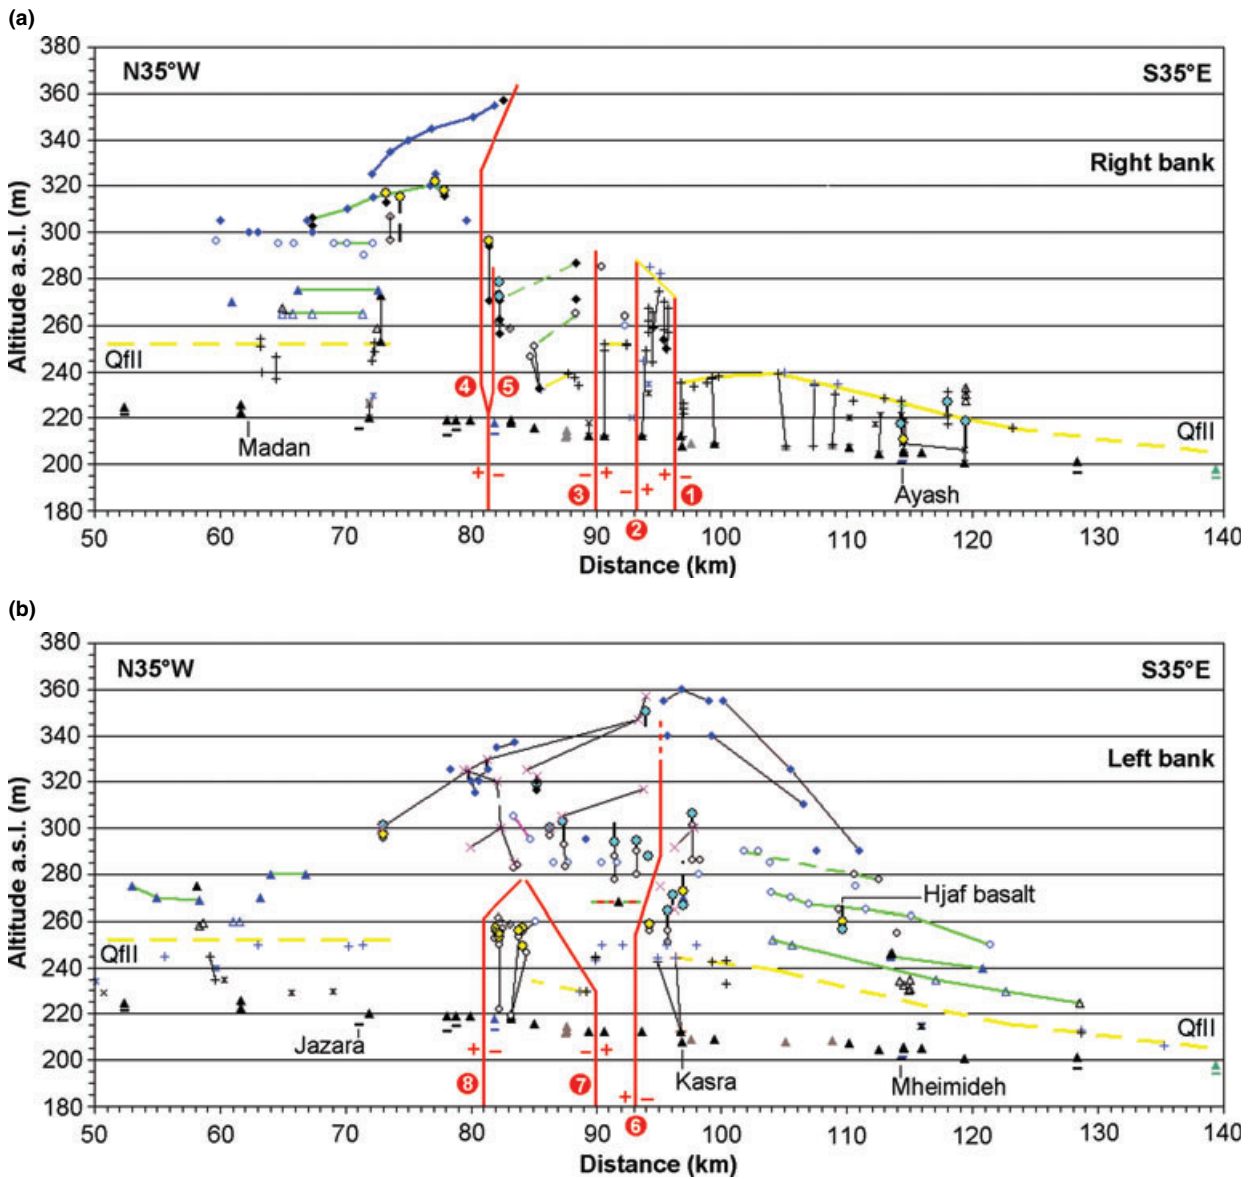 (a)
N35°W
S35°E
Right bank
Altitude a.s.l. (m)
380
360
340
320
300
280
260
240
220
200
180
QfII
Madan
4
5
+
−
−
3
+
−
2
+
+
−
1
Ayash
QfII
50
60
70
80
90
100
110
120
130
140
Distance (km)
(b)
N35°W
S35°E
Left bank
Altitude a.s.l. (m)
380
360
340
320
300
280
260
240
220
200
180
QfII
Hjaf basalt
Jazara
+
−
8
−
7
+
+
−
6
Kasra
Mheimideh
QfII
50
60
70
80
90
100
110
120
130
140
Distance (km)